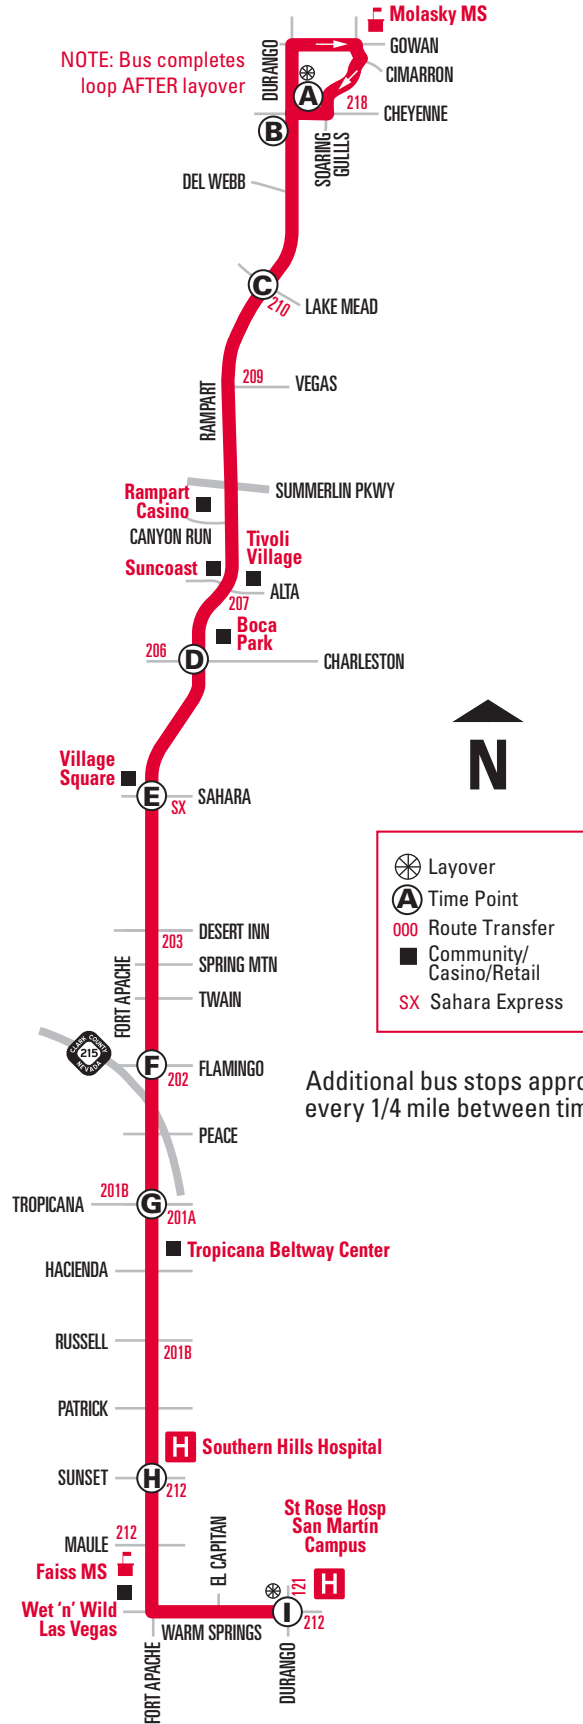 Molasky MS
GOWAN
NOTE: Bus completes
loop AFTER layover
DURANGO
CIMARRON
A
218
CHEYENNE
B
SOARING
GULLLS
DEL WEBB
C
210
LAKE MEAD
209
VEGAS
RAMPART
SUMMERLIN PKWY
Rampart
Casino
CANYON RUN
Tivoli
Village
Suncoast
ALTA
207
Boca
Park
206
D
CHARLESTON
N
Village
Square
E
SX
SAHARA
Layover
A Time Point
000 Route Transfer
Community/
Casino/Retail
SX Sahara Express
203
DESERT INN
SPRING MTN
FORT APACHE
TWAIN
CLARK COUNTY
215
NEVADA
F
202
FLAMINGO
Additional bus stops appro
every 1/4 mile between tim
PEACE
201B
TROPICANA
G
201A
Tropicana Beltway Center
HACIENDA
RUSSELL
201B
PATRICK
H Southern Hills Hospital
SUNSET
H
212
St Rose Hosp
San Martín
Campus
212
MAULE
EL CAPITAN
Faiss MS
121
H
Wet ‘n’ Wild
Las Vegas
I
212
WARM SPRINGS
FORT APACHE
DURANGO